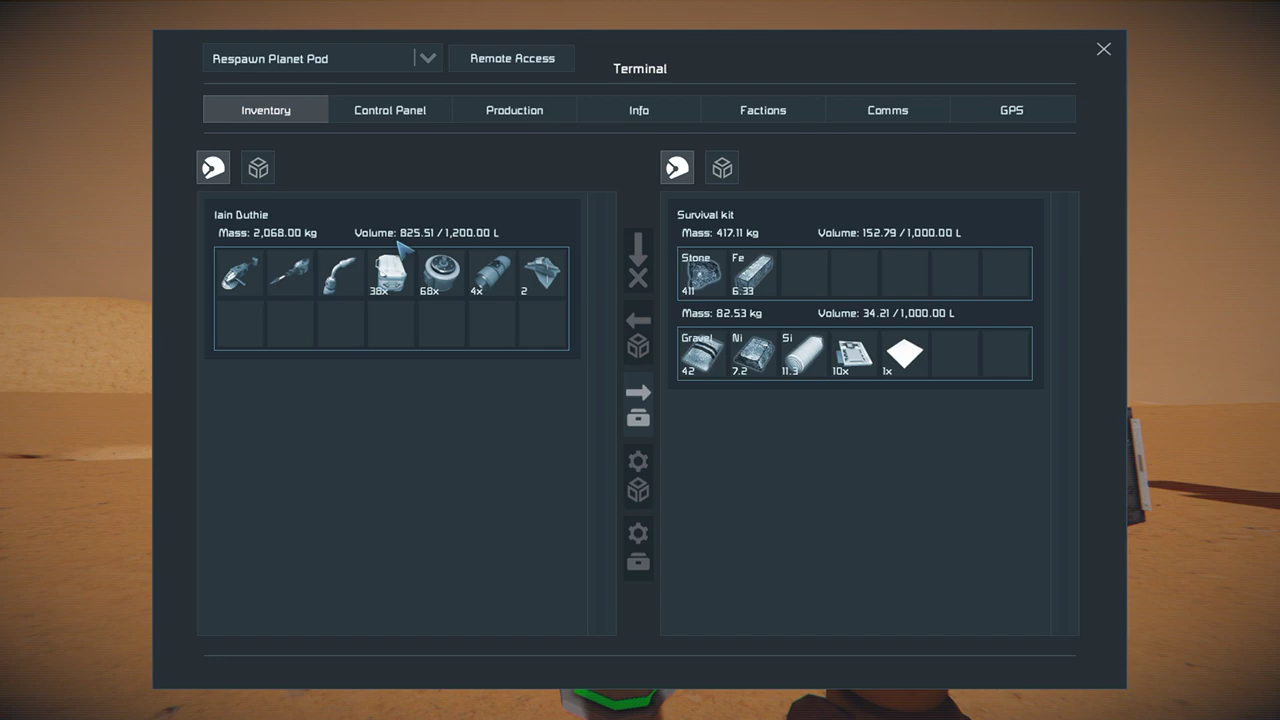 Respawn Planet Pod
Remote Access
Terminal
Inventory
Control Panel
Production
Info
Factions
Comms
GPS
Iain Duthie
Mass: 2,068.00 kg Volume: 825.51 / 1,200.00 L
38x 68x 4x 2
Survival kit
Mass: 417.11 kg Volume: 152.79 / 1,000.00 L
Stone Fe
411 6.33
Mass: 82.53 kg Volume: 34.21 / 1,000.00 L
Gravel Ni Si
42 7.2 11.3 10x 1x